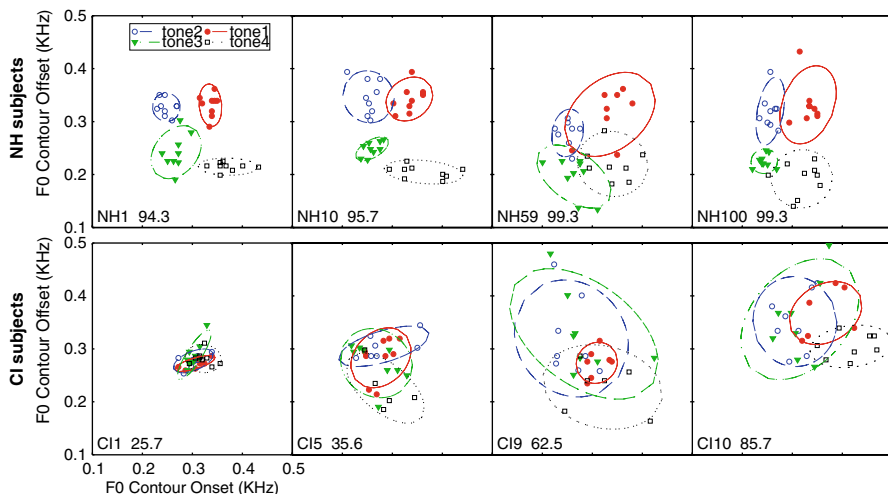 NH subjects
F0 Contour Offset (KHz)
0.5
0.4
0.3
0.2
0.1
tone2 tone1
tone3 tone4
NH1 94.3
NH10 95.7
NH59 99.3
NH100 99.3
CI subjects
F0 Contour Offset (KHz)
0.5
0.4
0.3
0.2
0.1
CI1 25.7
CI5 35.6
CI9 62.5
CI10 85.7
0.1 0.2 0.3 0.4 0.5
F0 Contour Onset (KHz)